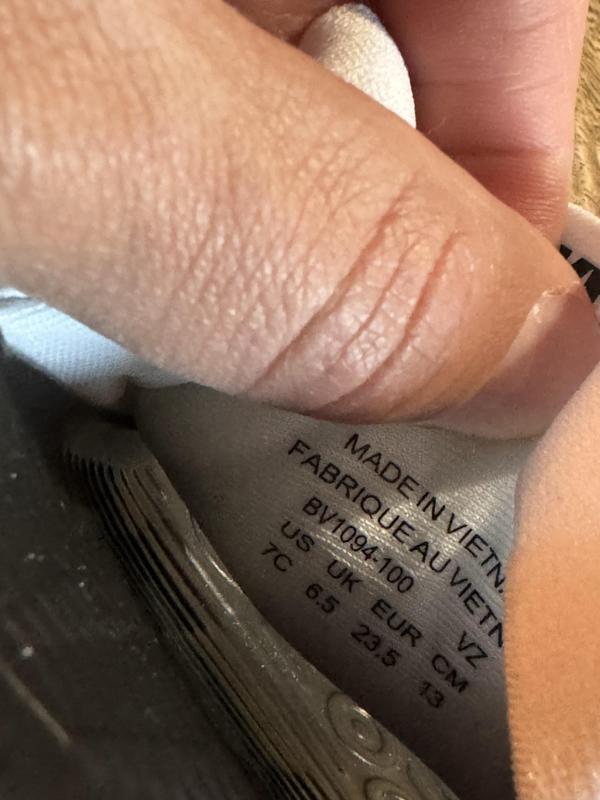 MADE IN VIETN
FABRIQUE AU VIETN
BV1094-100 VZ
US UK EUR CM
7C 6.5 23.5 13